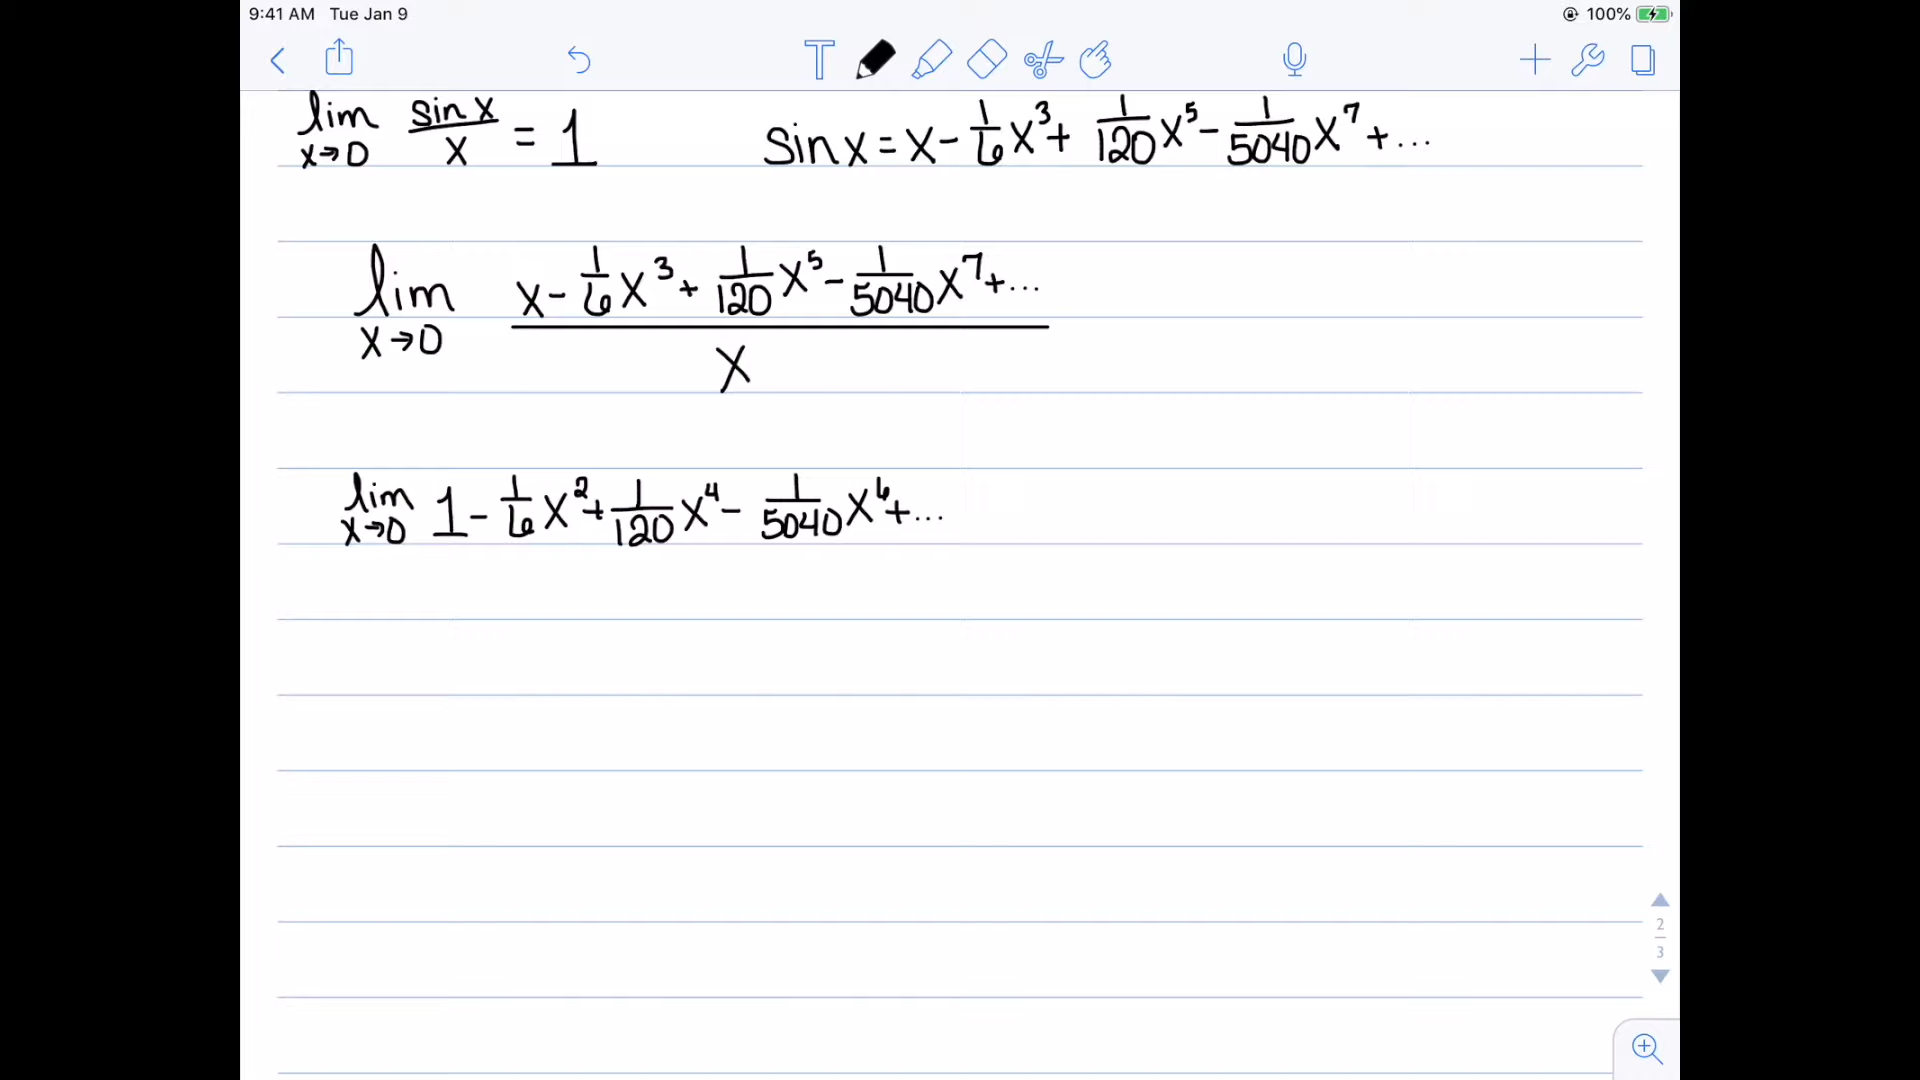 9:41 AM Tue Jan 9 100%
T
lim x→0 sin x / x = 1 sin x = x - 1/6 x³ + 1/120 x⁵ - 1/5040 x⁷ + ...
lim x→0 x - 1/6 x³ + 1/120 x⁵ - 1/5040 x⁷ + ... / x
lim x→0 1 - 1/6 x² + 1/120 x⁴ - 1/5040 x⁶ + ...
2
3